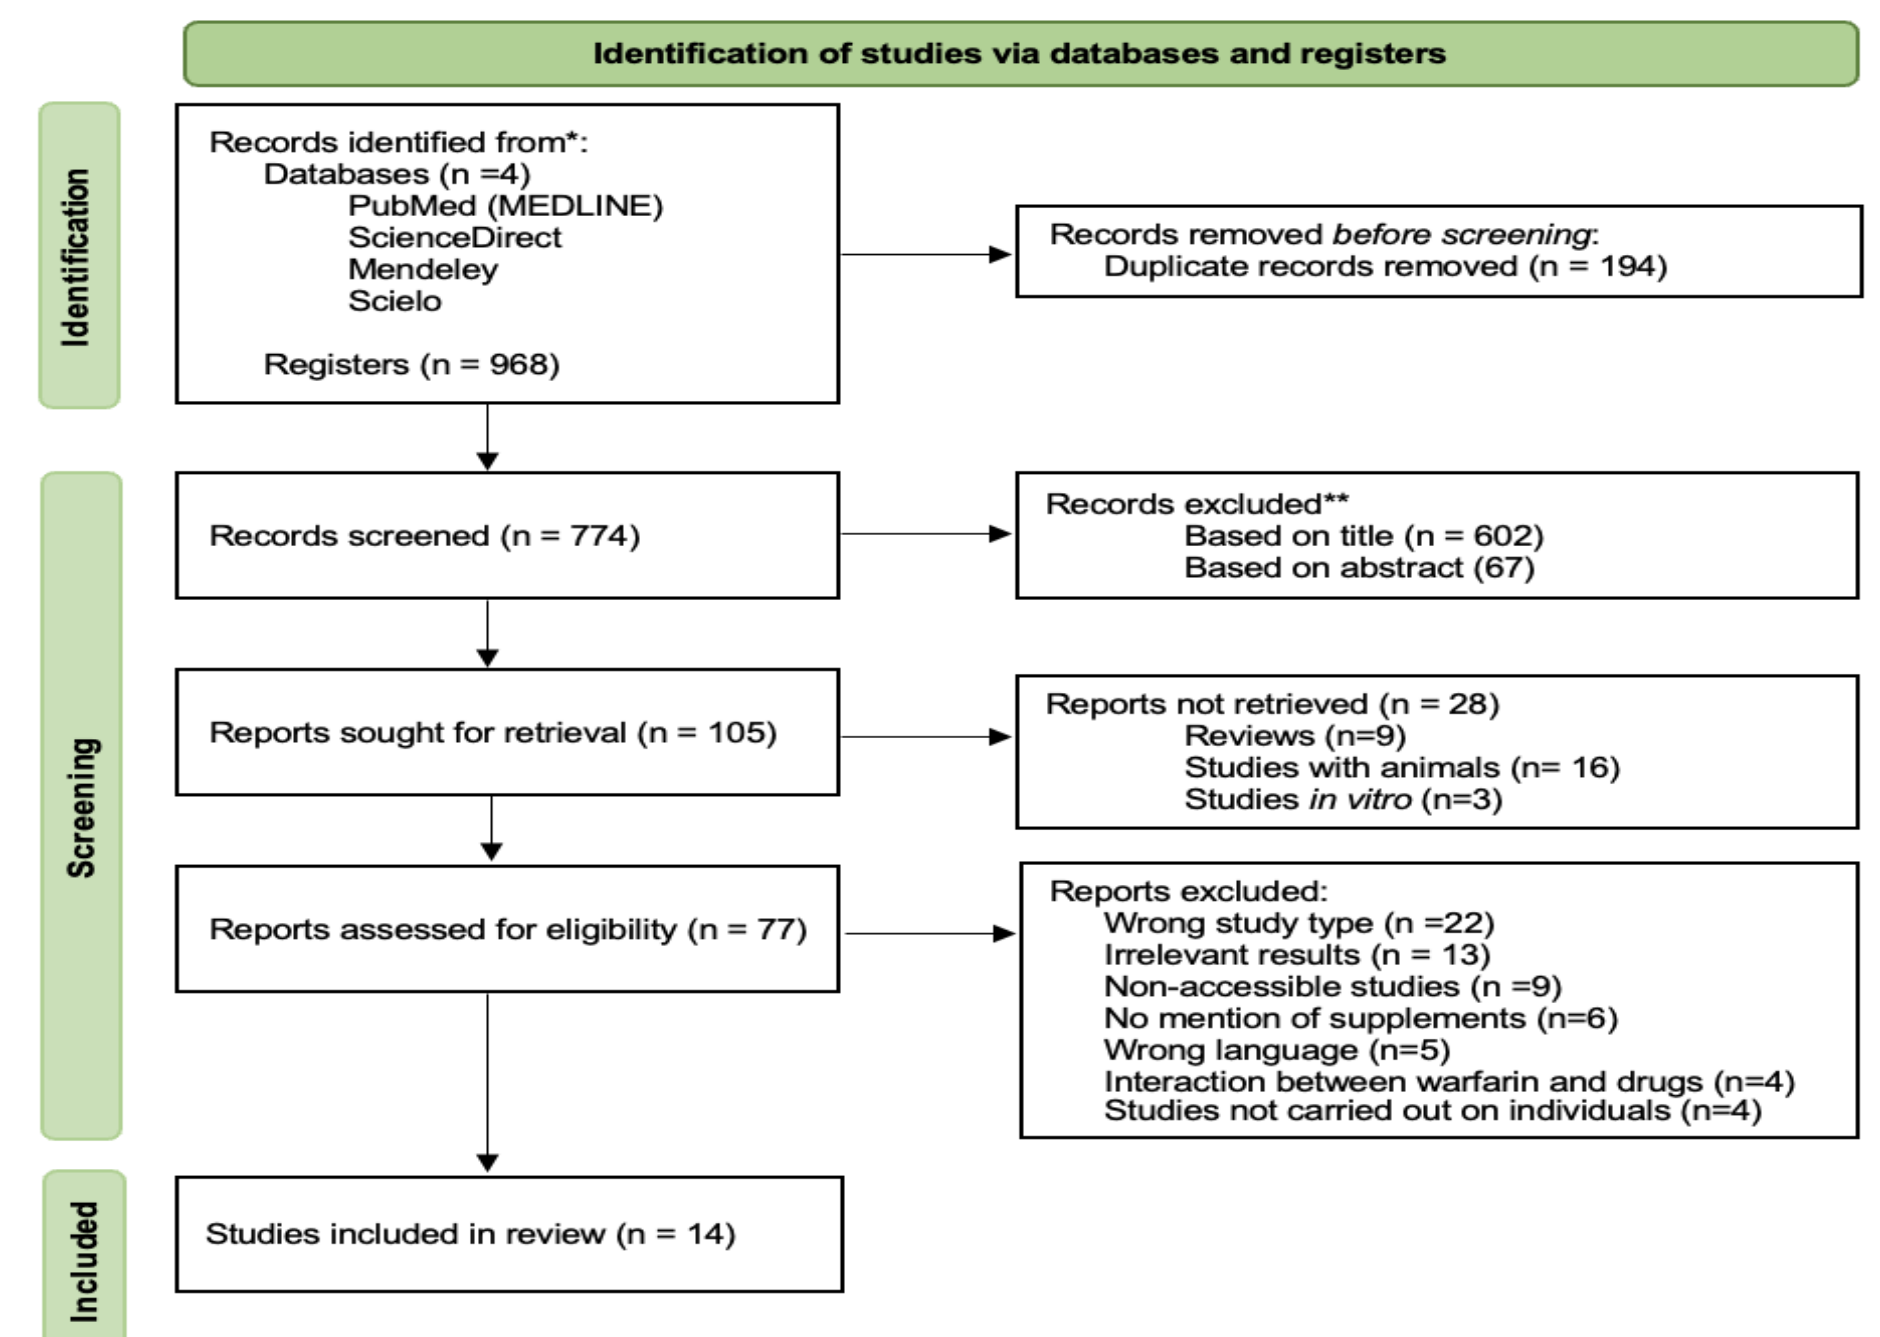 Identification of studies via databases and registers
Identification
Records identified from*:
Databases (n =4)
PubMed (MEDLINE)
ScienceDirect
Mendeley
Scielo
Registers (n = 968)
Records removed before screening:
Duplicate records removed (n = 194)
Screening
Records screened (n = 774)
Records excluded**
Based on title (n = 602)
Based on abstract (67)
Reports sought for retrieval (n = 105)
Reports not retrieved (n = 28)
Reviews (n=9)
Studies with animals (n= 16)
Studies in vitro (n=3)
Reports assessed for eligibility (n = 77)
Reports excluded:
Wrong study type (n =22)
Irrelevant results (n = 13)
Non-accessible studies (n =9)
No mention of supplements (n=6)
Wrong language (n=5)
Interaction between warfarin and drugs (n=4)
Studies not carried out on individuals (n=4)
Included
Studies included in review (n = 14)